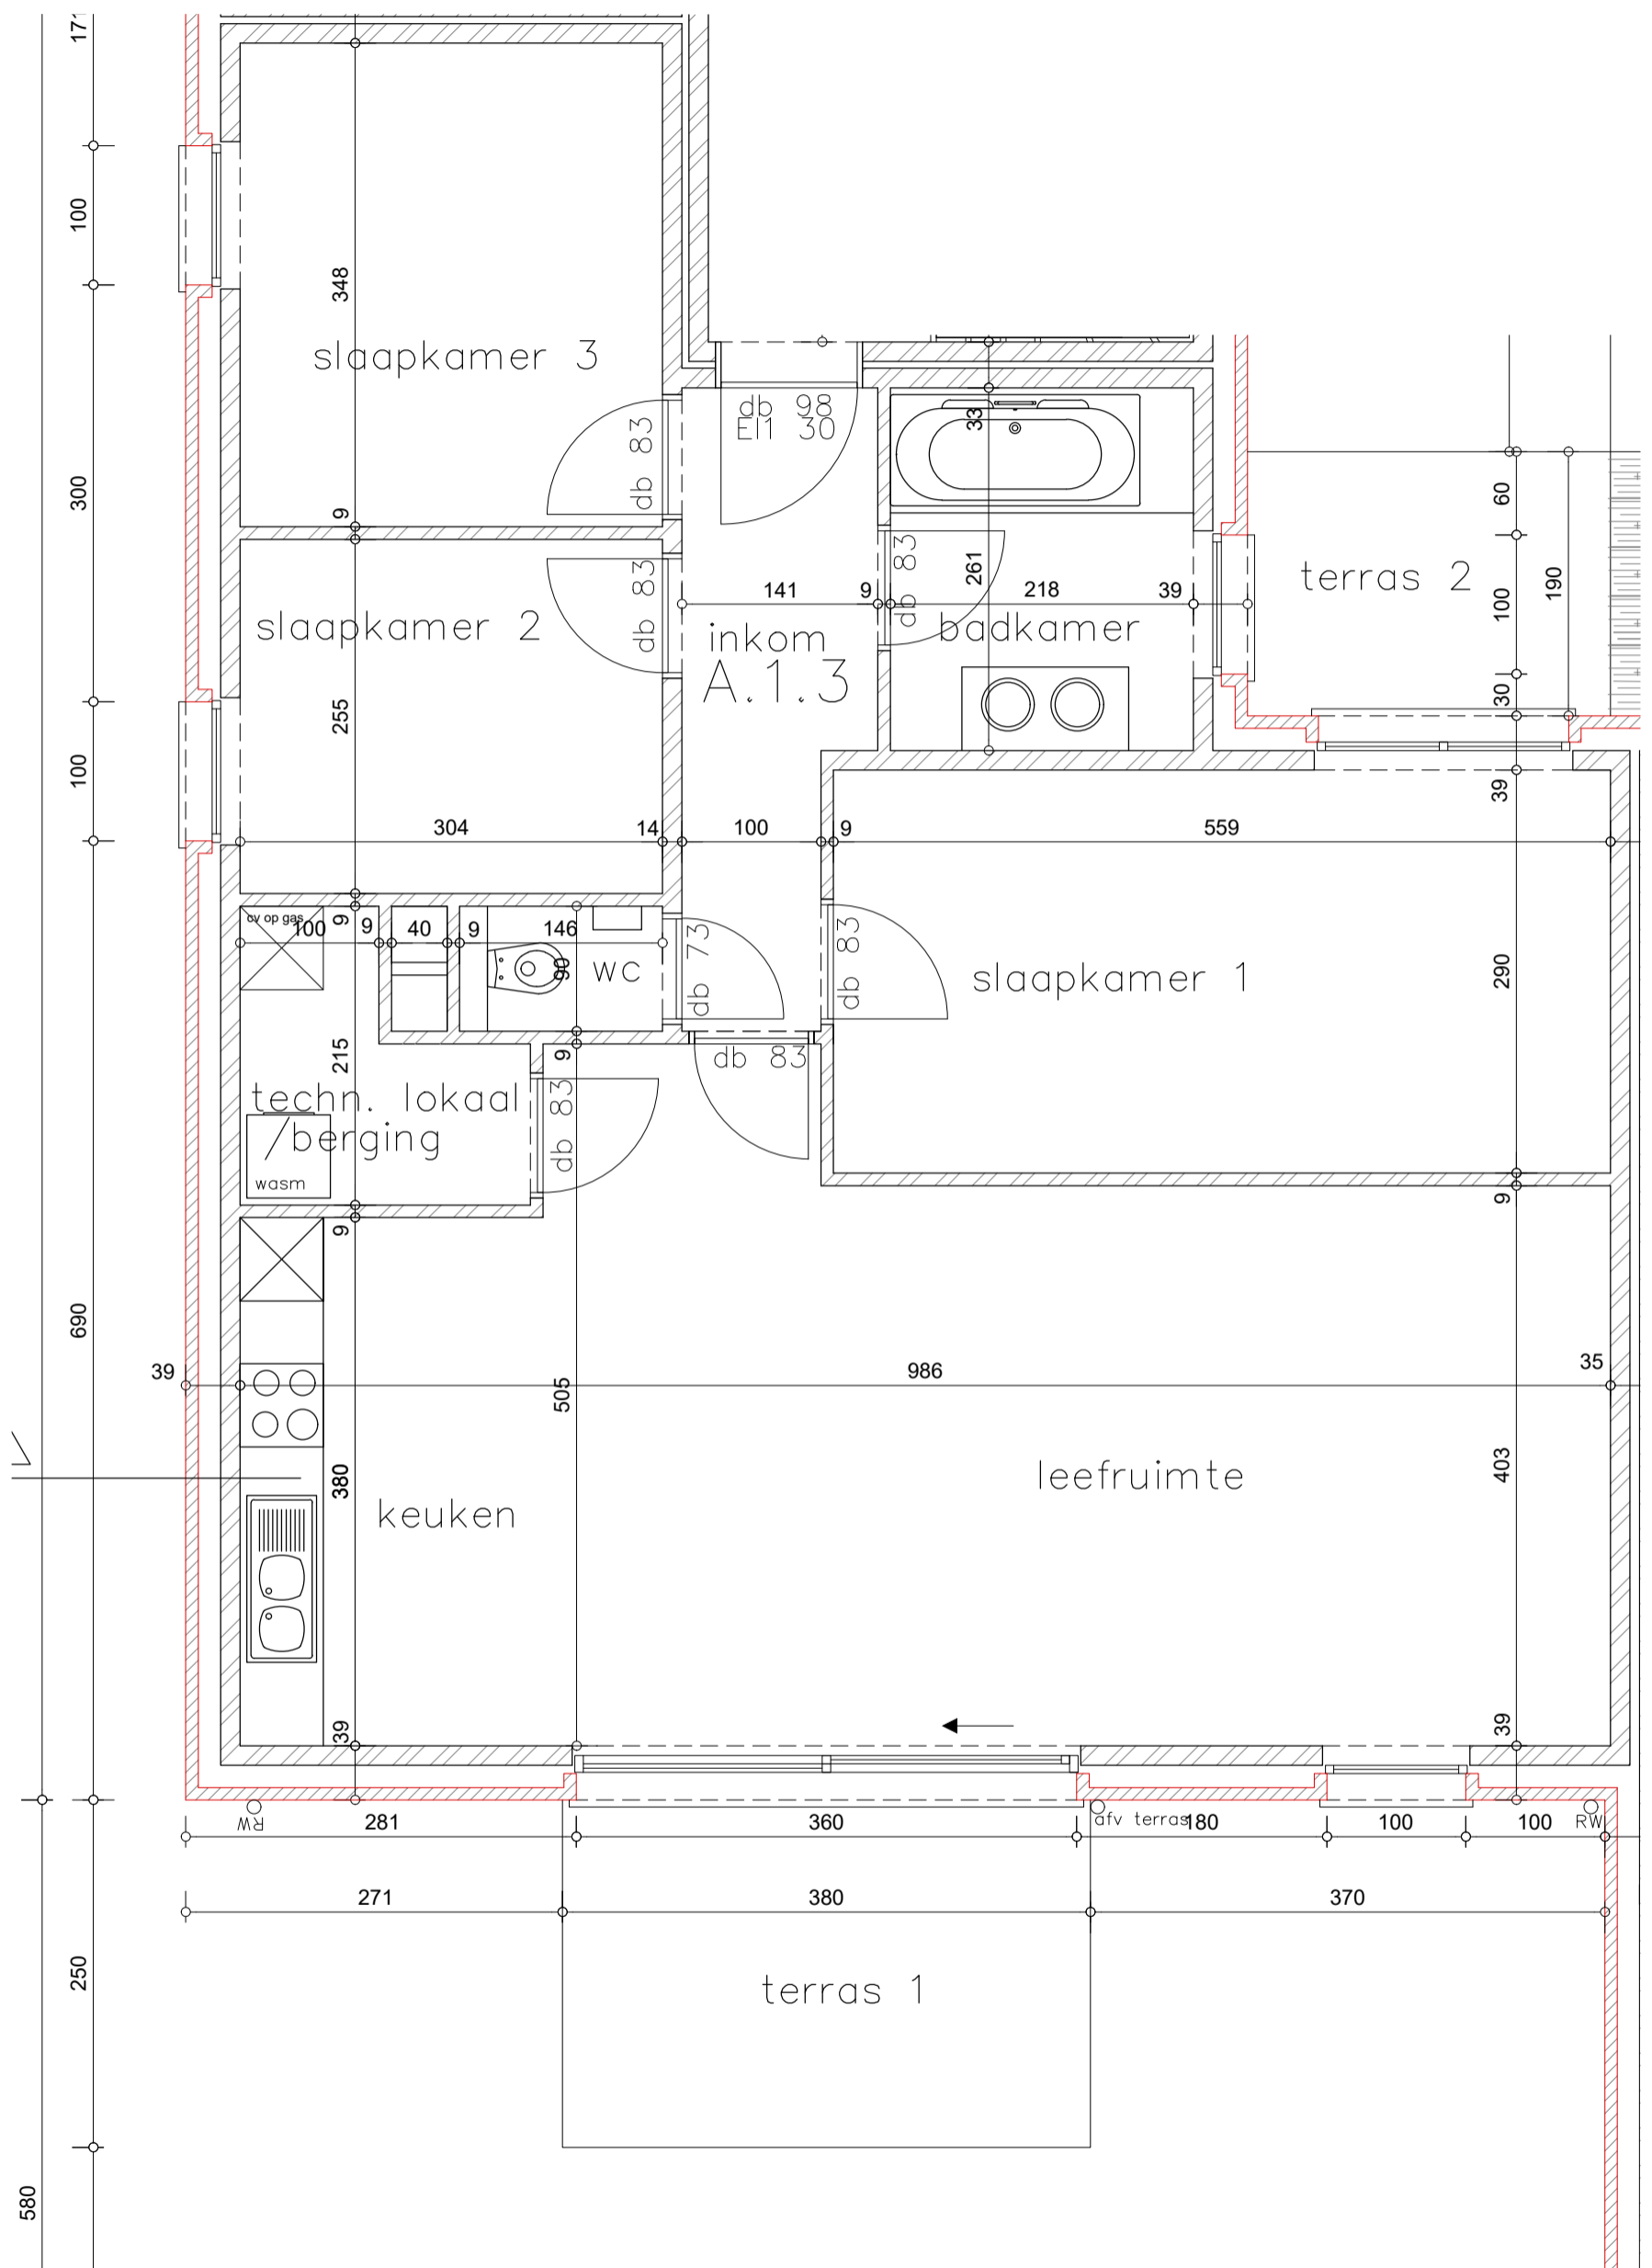 171
100
348
slaapkamer 3
db 83
db 98
EI1 30
33
60
300
9
db 83
261
db 83
141
9
218
39
terras 2
100
190
slaapkamer 2
inkom
badkamer
A.1.3
30
255
100
39
304
14
100
9
559
cv op gas
9
100
9
40
9
146
90
wc
db 73
db 83
slaapkamer 1
290
215
9
db 83
techn. lokaal
/berging
db 83
wasm
9
9
690
39
986
35
505
380
403
leefruimte
keuken
39
39
RW
281
360
afv terras
180
100
100
RW
271
380
370
250
terras 1
580